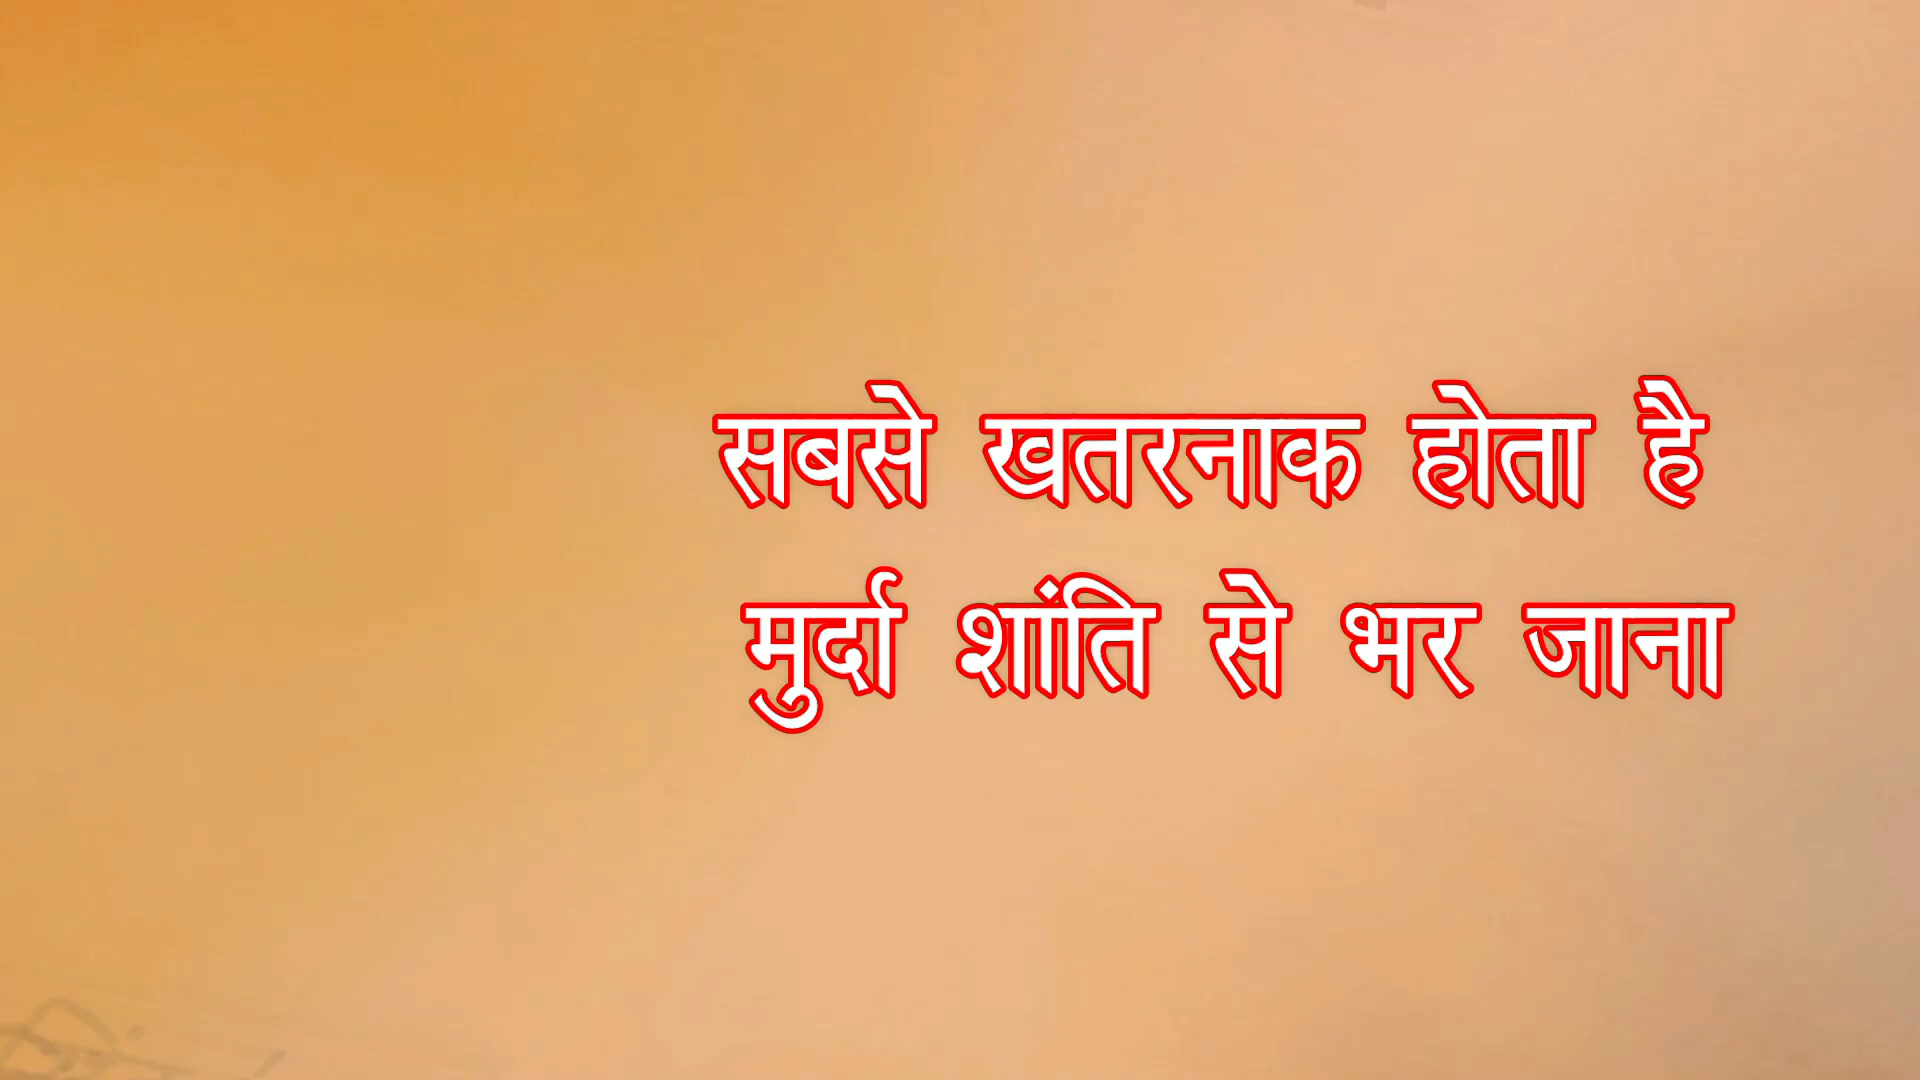 सबसे खतरनाक होता है
मुर्दा शांति से भर जाना